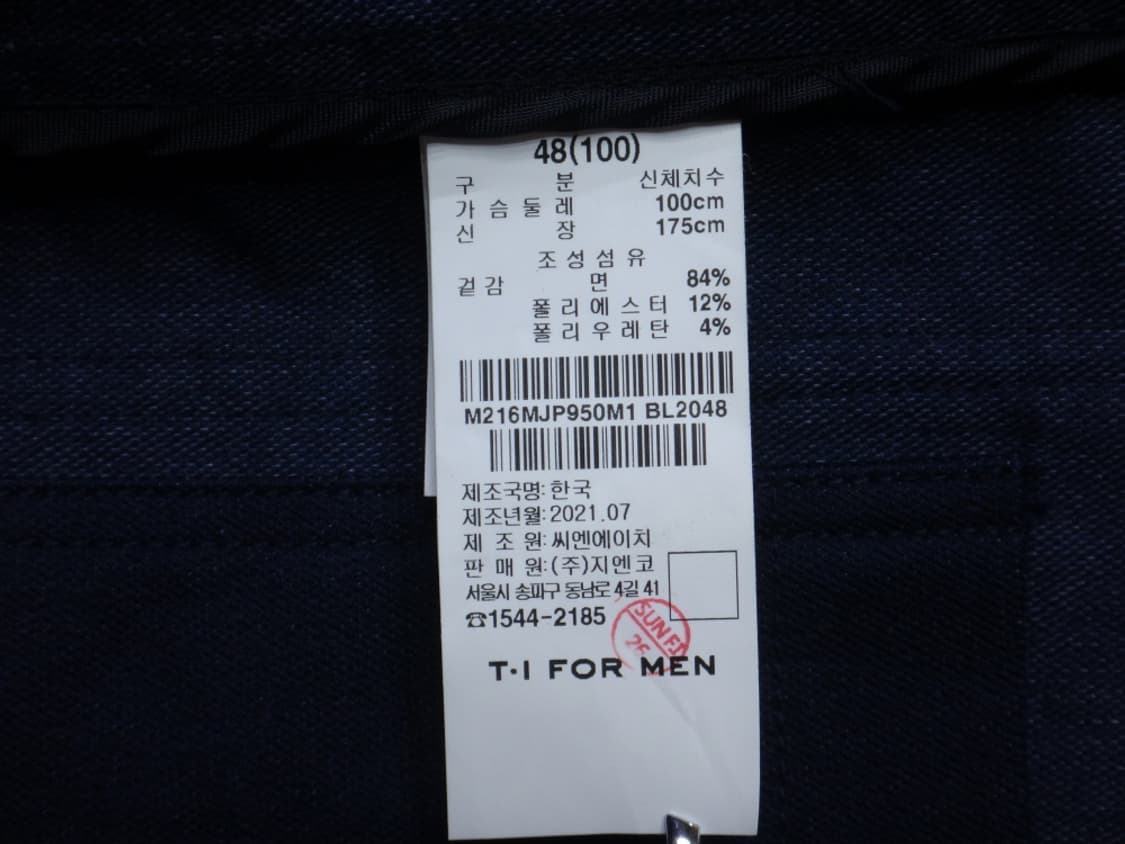 48(100)
구 분 신체치수
가슴둘레 100cm
신 장 175cm
조성섬유
겉감 면 84%
폴리에스터 12%
폴리우레탄 4%
M216MJP950M1 BL2048
제조국명:한국
제조년월:2021.07
제 조 원:씨엔에이치
판 매 원:(주)지엔코
서울시 송파구 동남로 4길 41
☎1544-2185
SUN
26
T·I FOR MEN